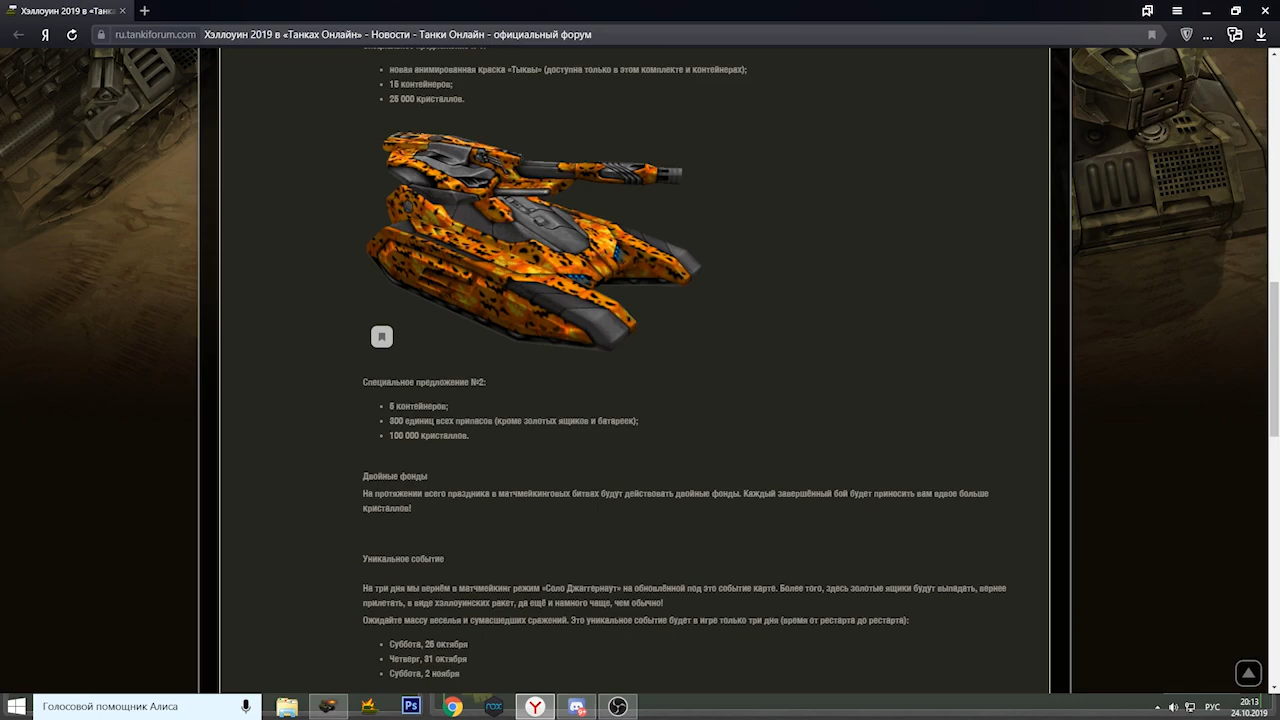 Хэллоуин 2019 в «Танка
ru.tankiforum.com Хэллоуин 2019 в «Танках Онлайн» - Новости - Танки Онлайн - официальный форум
новая анимированная краска «Тыквы» (доступна только в этом комплекте и контейнерах);
15 контейнеров;
25 000 кристаллов.
Специальное предложение №2:
5 контейнеров;
300 единиц всех припасов (кроме золотых ящиков и батареек);
100 000 кристаллов.
Двойные фонды
На протяжении всего праздника в матчмейкинговых битвах будут действовать двойные фонды. Каждый завершённый бой будет приносить вам вдвое больше
кристаллов!
Уникальное событие
На три дня мы вернём в матчмейкинг режим «Соло Джаггернаут» на обновлённой под это событие карте. Более того, здесь золотые ящики будут выпадать, вернее
прилетать, в виде хэллоуинских ракет, да ещё и намного чаще, чем обычно!
Ожидайте массу веселья и сумасшедших сражений. Это уникальное событие будет в игре только три дня (время от рестарта до рестарта):
Суббота, 26 октября
Четверг, 31 октября
Суббота, 2 ноября
Голосовой помощник Алиса
Ps
nox
РУС
20:13
24.10.2019